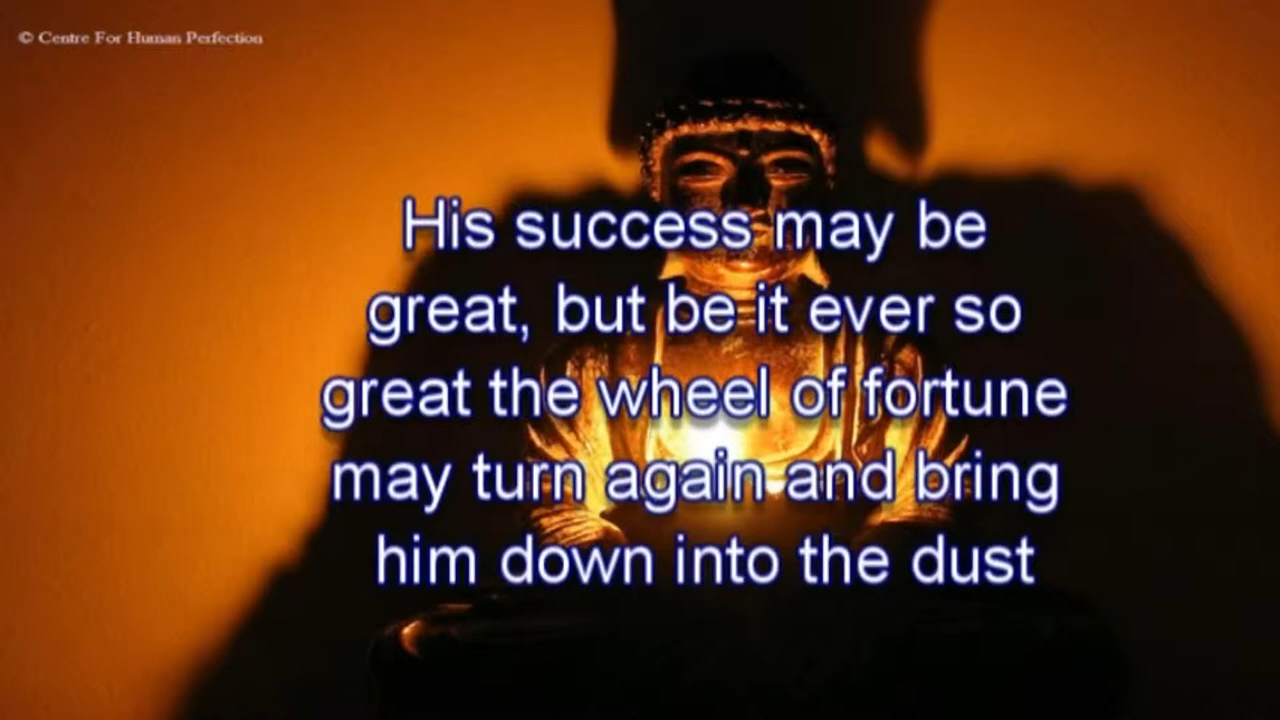 © Centre For Human Perfection
His success may be
great, but be it ever so
great the wheel of fortune
may turn again and bring
him down into the dust